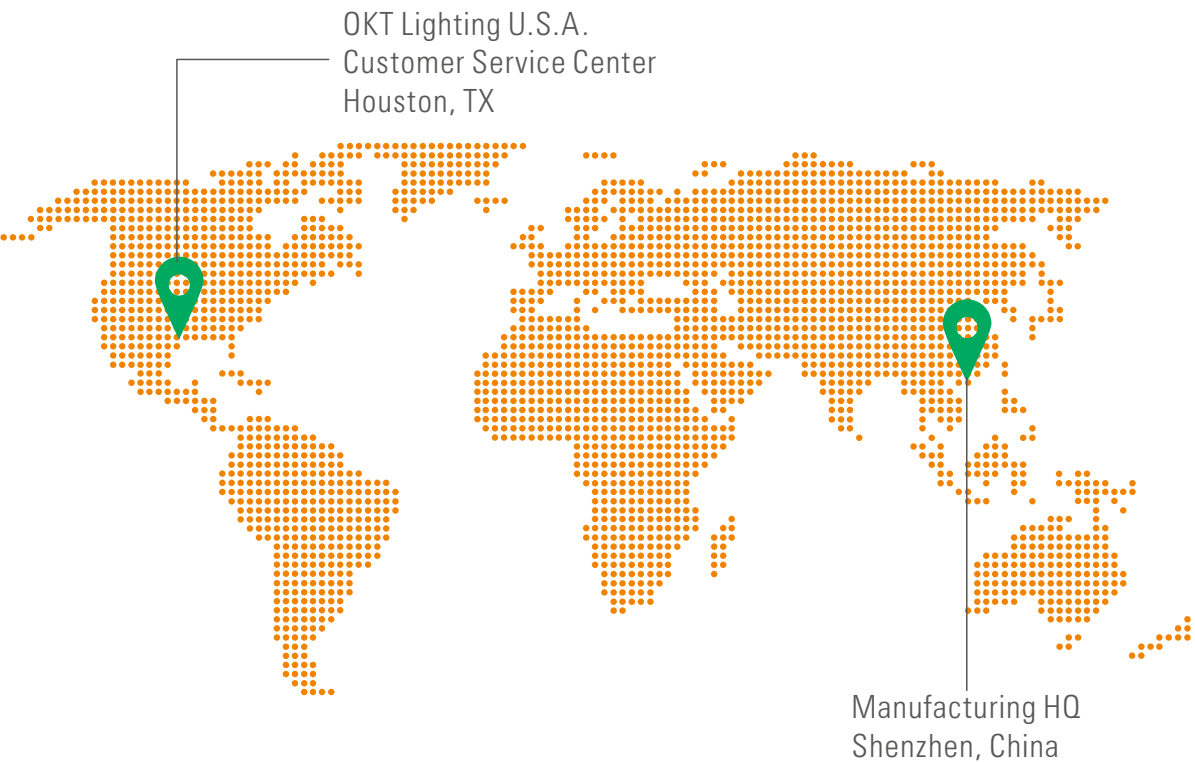 OKT Lighting U.S.A.
Customer Service Center
Houston, TX
Manufacturing HQ
Shenzhen, China